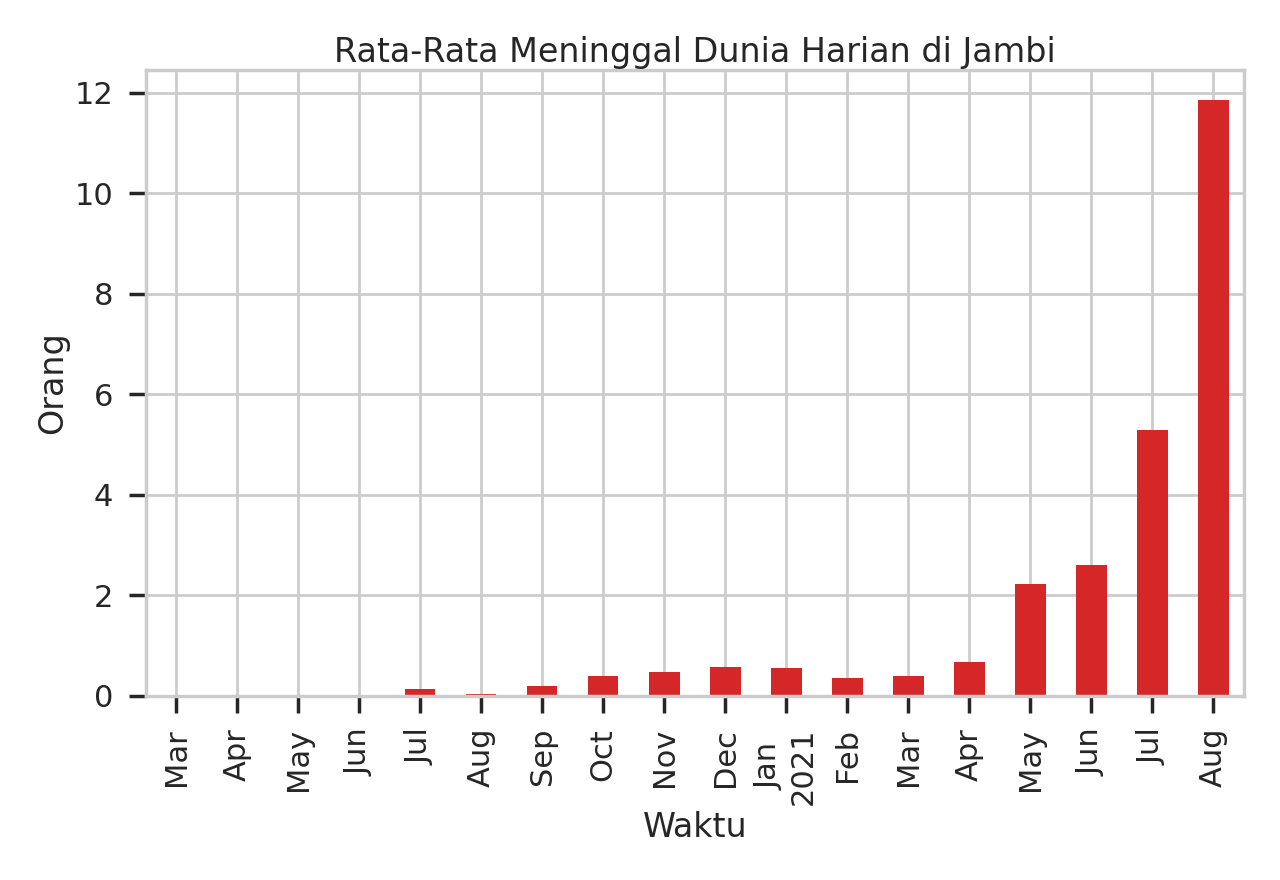 Rata-Rata Meninggal Dunia Harian di Jambi
12
10
8
6
4
2
0
Orang
Mar
Apr
May
Jun
Jul
Aug
Sep
Oct
Nov
Dec
Jan
2021
Feb
Mar
Apr
May
Jun
Jul
Aug
Waktu